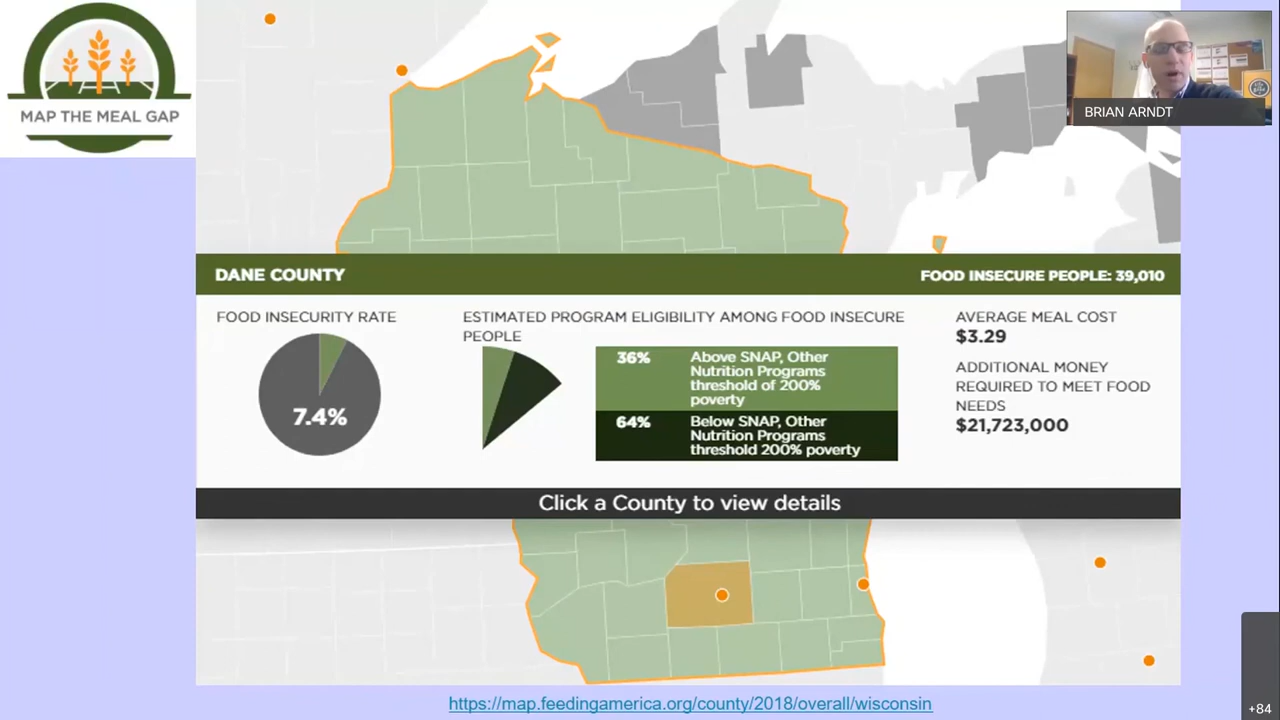 MAP THE MEAL GAP
BRIAN ARNDT
DANE COUNTY
FOOD INSECURE PEOPLE: 39,010
FOOD INSECURITY RATE
7.4%
ESTIMATED PROGRAM ELIGIBILITY AMONG FOOD INSECURE
PEOPLE
36%
Above SNAP, Other
Nutrition Programs
threshold of 200%
poverty
64%
Below SNAP, Other
Nutrition Programs
threshold 200% poverty
AVERAGE MEAL COST
$3.29
ADDITIONAL MONEY
REQUIRED TO MEET FOOD
NEEDS
$21,723,000
Click a County to view details
https://map.feedingamerica.org/county/2018/overall/wisconsin
+84